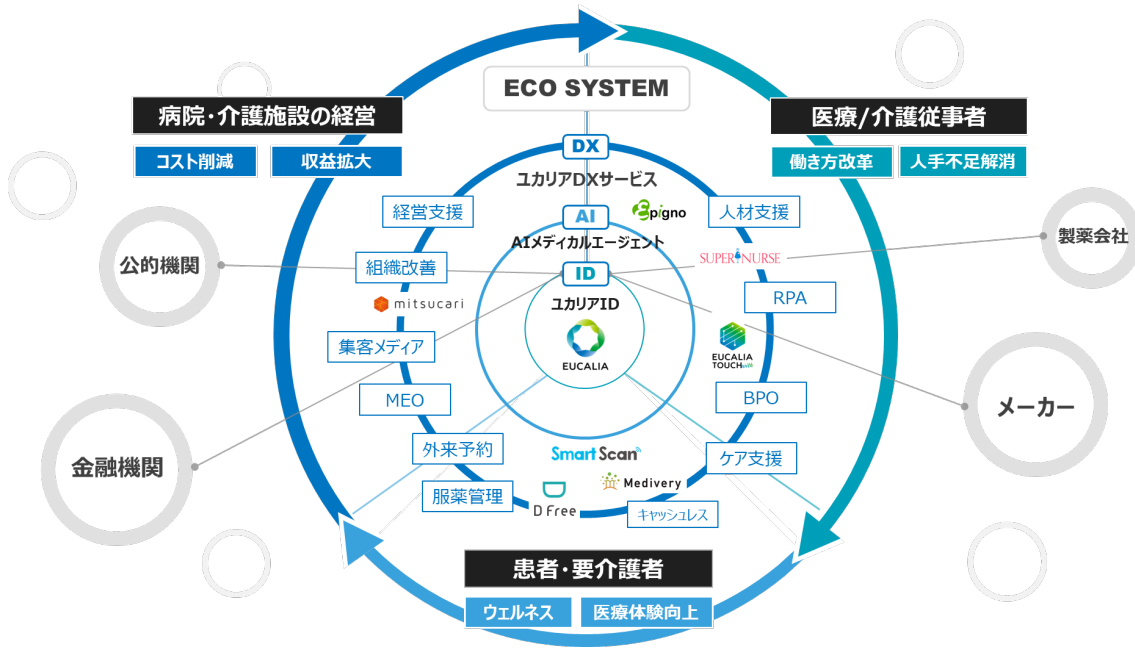 ECO SYSTEM
病院・介護施設の経営
コスト削減
収益拡大
医療/介護従事者
働き方改革
人手不足解消
DX
ユカリアDXサービス
経営支援
Epigno
人材支援
AI
AIメディカルエージェント
公的機関
組織改善
ID
SUPER NURSE
製薬会社
mitsucari
ユカリID
RPA
集客メディア
EUCALIA
EUCALIA
TOUCH with
MEO
BPO
メーカー
金融機関
外来予約
Smart Scan
ケア支援
服薬管理
D Free
Medivery
キャッシュレス
患者・要介護者
ウェルネス
医療体験向上